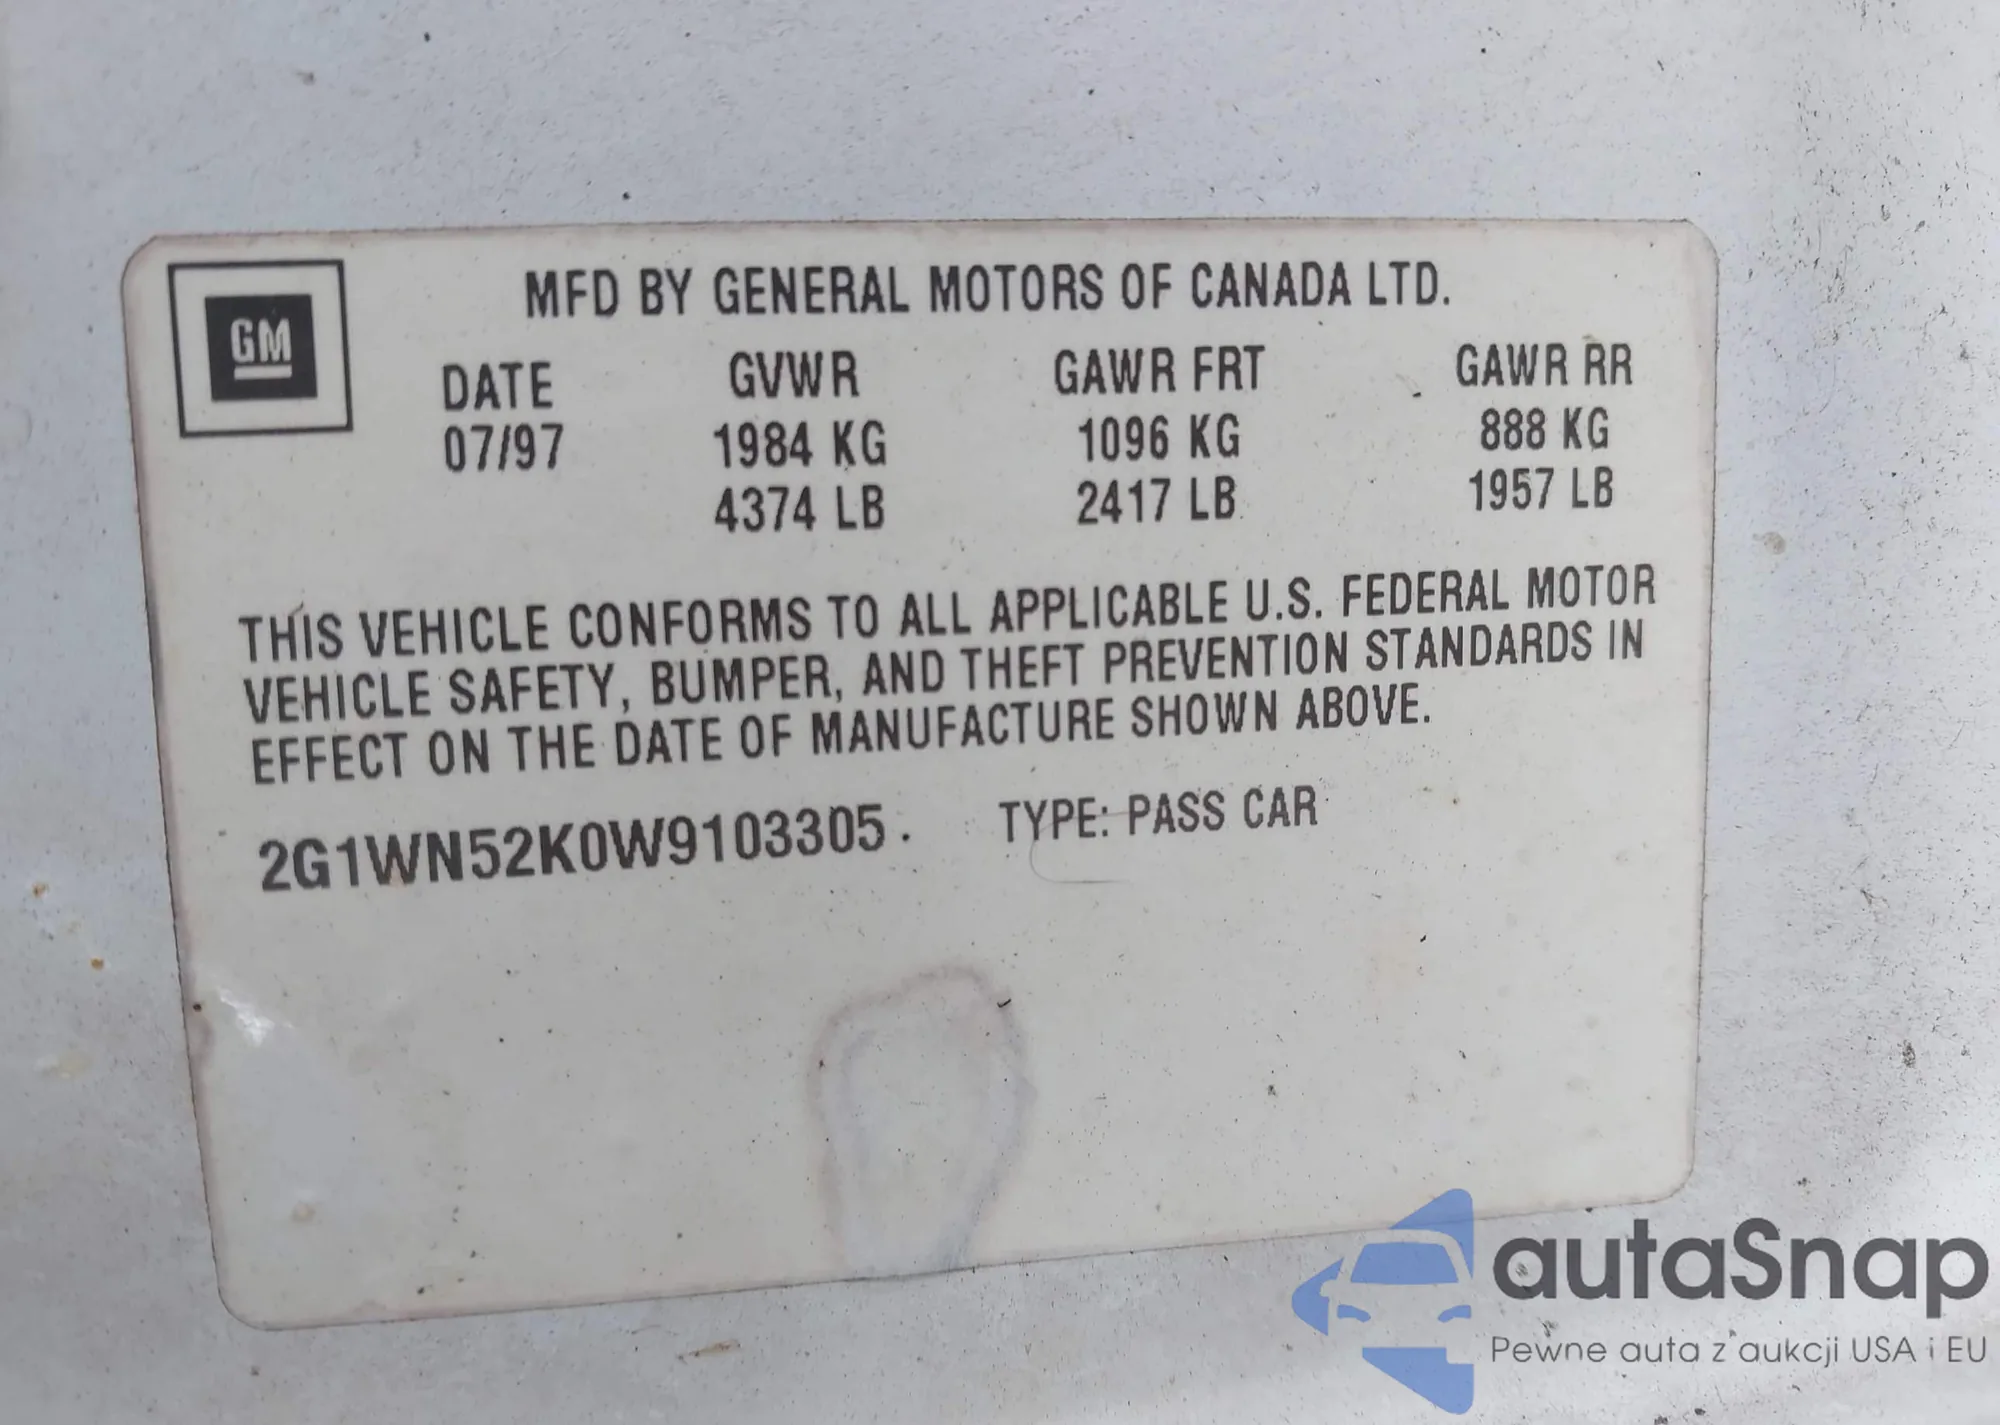 GM
MFD BY GENERAL MOTORS OF CANADA LTD.
DATE GVWR GAWR FRT GAWR RR
07/97 1984 KG 1096 KG 888 KG
4374 LB 2417 LB 1957 LB
THIS VEHICLE CONFORMS TO ALL APPLICABLE U.S. FEDERAL MOTOR
VEHICLE SAFETY, BUMPER, AND THEFT PREVENTION STANDARDS IN
EFFECT ON THE DATE OF MANUFACTURE SHOWN ABOVE.
2G1WN52K0W9103305. TYPE: PASS CAR
autaSnap
Pewne auta z aukcji USA i EU